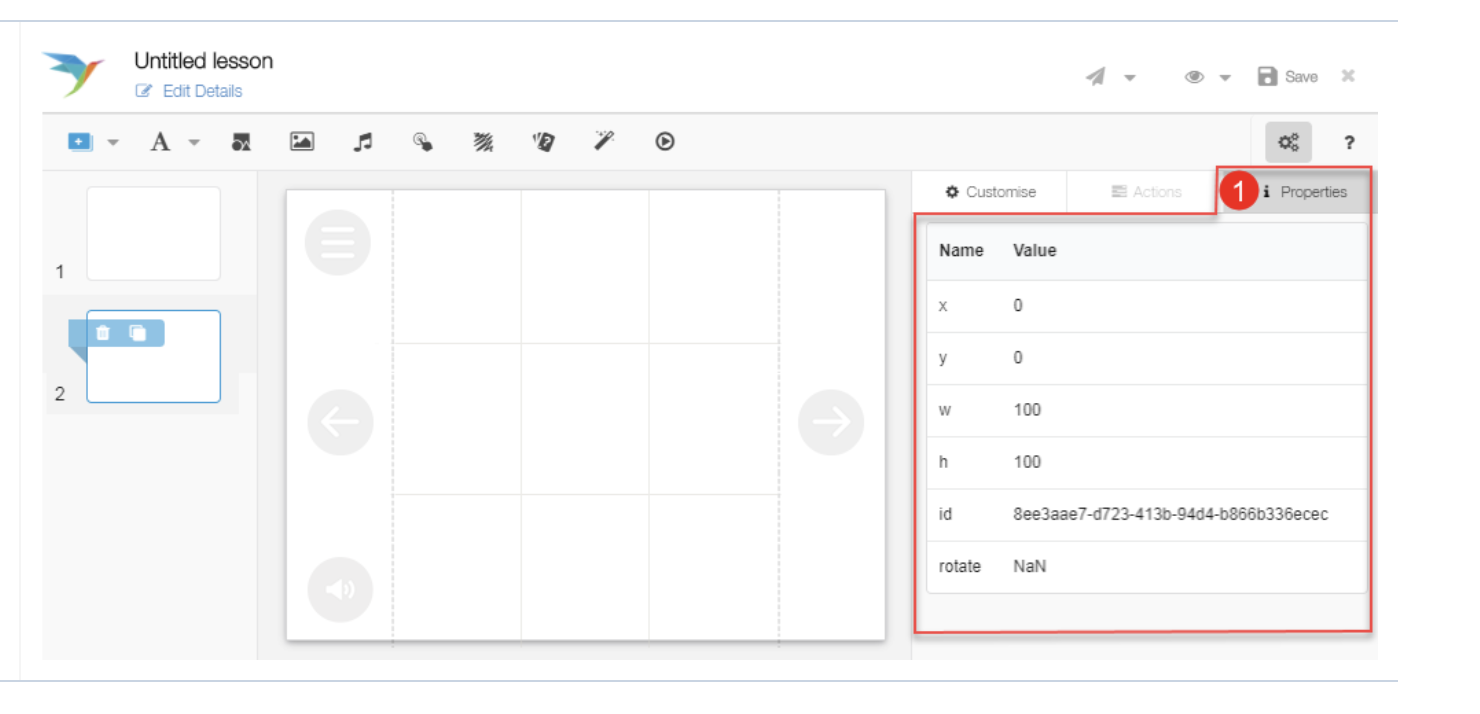 Untitled lesson
Edit Details
Save
A
?
Customise
Actions
1
Properties
1
2
Name Value
x 0
y 0
w 100
h 100
id 8ee3aae7-d723-413b-94d4-b866b336ecec
rotate NaN